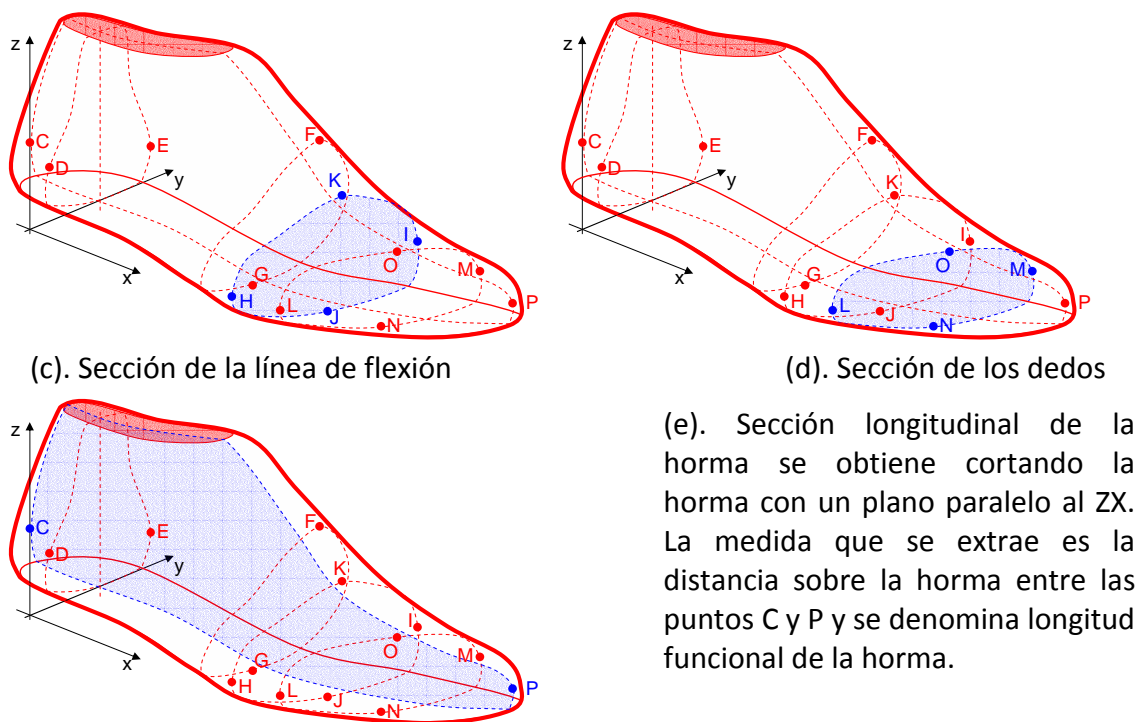 z
C
D
E
F
y
K
I
O
M
G
x
H
L
J
N
P
z
C
D
E
F
y
K
I
O
M
G
x
H
L
J
N
P
(c). Sección de la línea de flexión
(d). Sección de los dedos
z
C
D
E
F
y
K
I
O
M
G
x
H
L
J
N
P
(e). Sección longitudinal de la
horma se obtiene cortando la
horma con un plano paralelo al ZX.
La medida que se extrae es la
distancia sobre la horma entre las
puntos C y P y se denomina longitud
funcional de la horma.